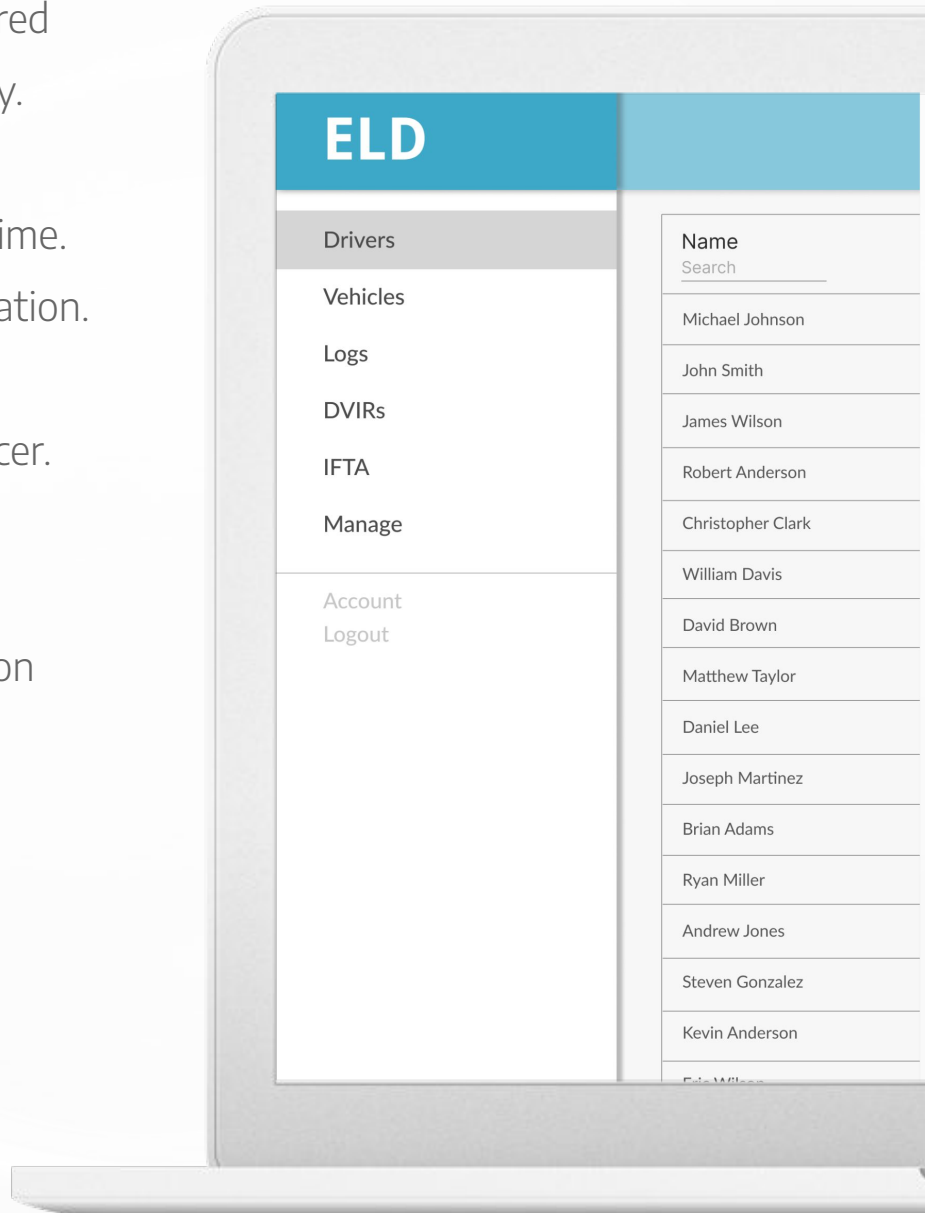 red
y.
ime.
ation.
cer.
on
ELD
Drivers
Vehicles
Logs
DVIRs
IFTA
Manage
Account
Logout
Name
Search
Michael Johnson
John Smith
James Wilson
Robert Anderson
Christopher Clark
William Davis
David Brown
Matthew Taylor
Daniel Lee
Joseph Martinez
Brian Adams
Ryan Miller
Andrew Jones
Steven Gonzalez
Kevin Anderson